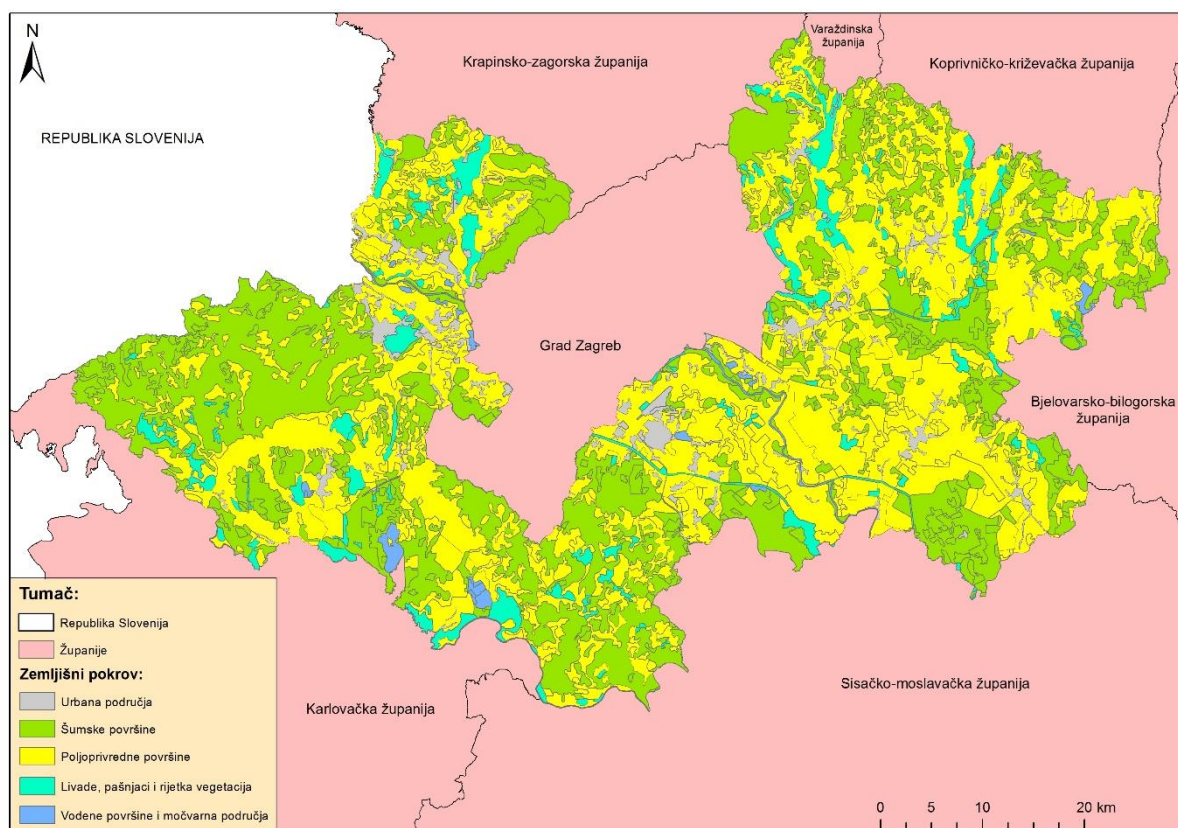 N
Varaždinska
županija
Krapinsko-zagorska županija
Koprivničko-križevačka županija
REPUBLIKA SLOVENIJA
Grad Zagreb
Bjelovarsko-bilogorska
županija
Sisačko-moslavačka županija
Karlovačka županija
Tumač:
Republika Slovenija
Županije
Zemljišni pokrov:
Urbana područja
Šumske površine
Poljoprivredne površine
Livade, pašnjaci i rijetka vegetacija
Vodene površine i močvarna područja
0 5 10 20 km